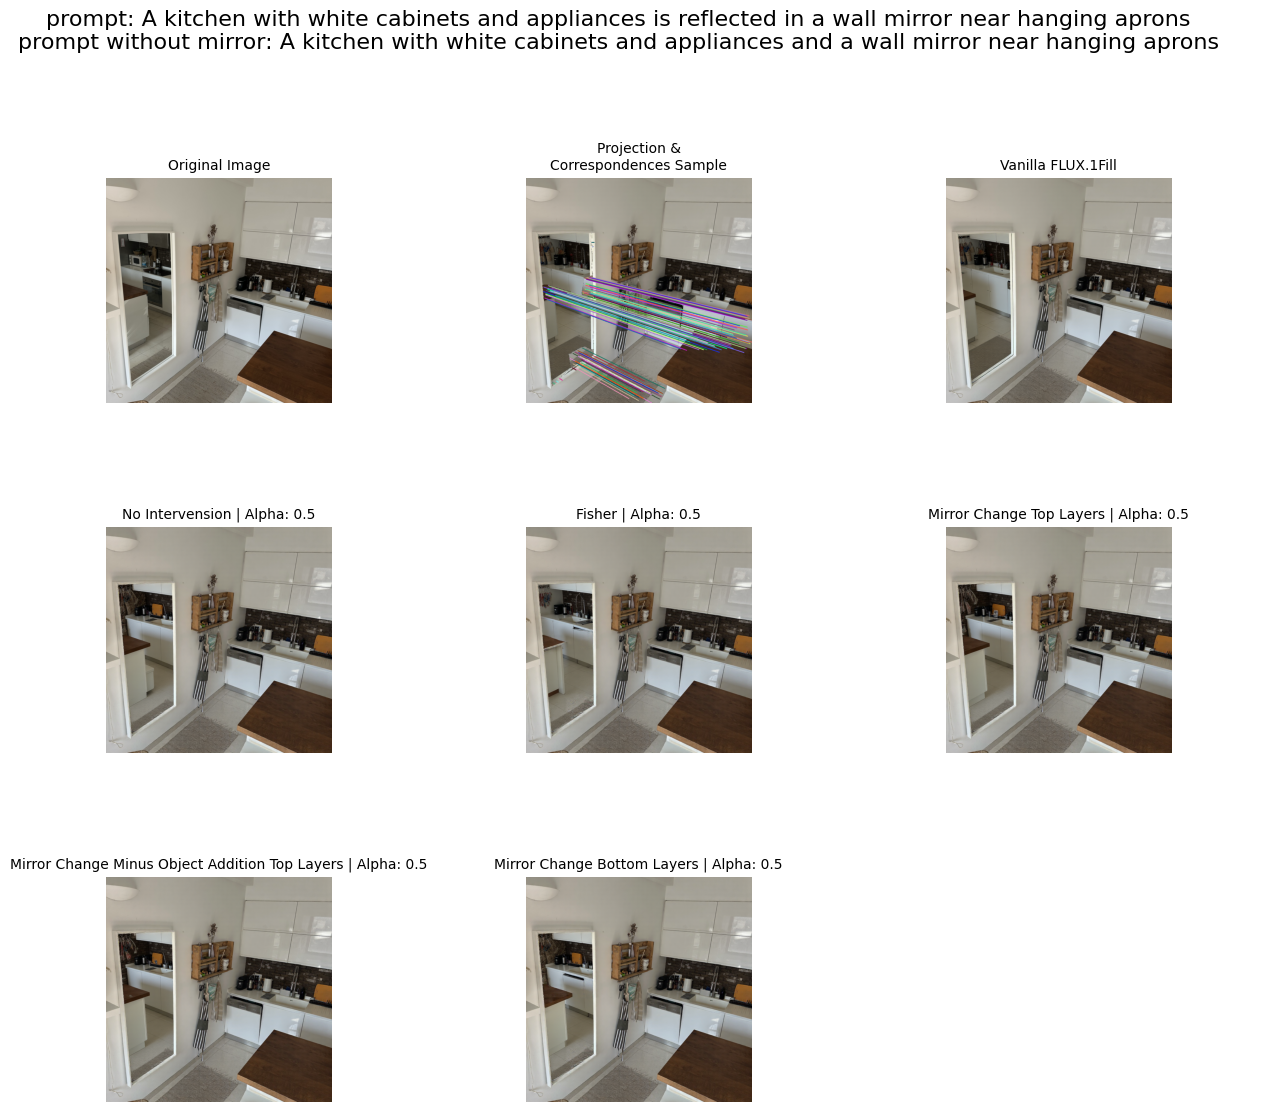 prompt: A kitchen with white cabinets and appliances is reflected in a wall mirror near hanging aprons
prompt without mirror: A kitchen with white cabinets and appliances and a wall mirror near hanging aprons
Original Image
Projection &
Correspondences Sample
Vanilla FLUX.1Fill
No Intervension | Alpha: 0.5
Fisher | Alpha: 0.5
Mirror Change Top Layers | Alpha: 0.5
Mirror Change Minus Object Addition Top Layers | Alpha: 0.5
Mirror Change Bottom Layers | Alpha: 0.5